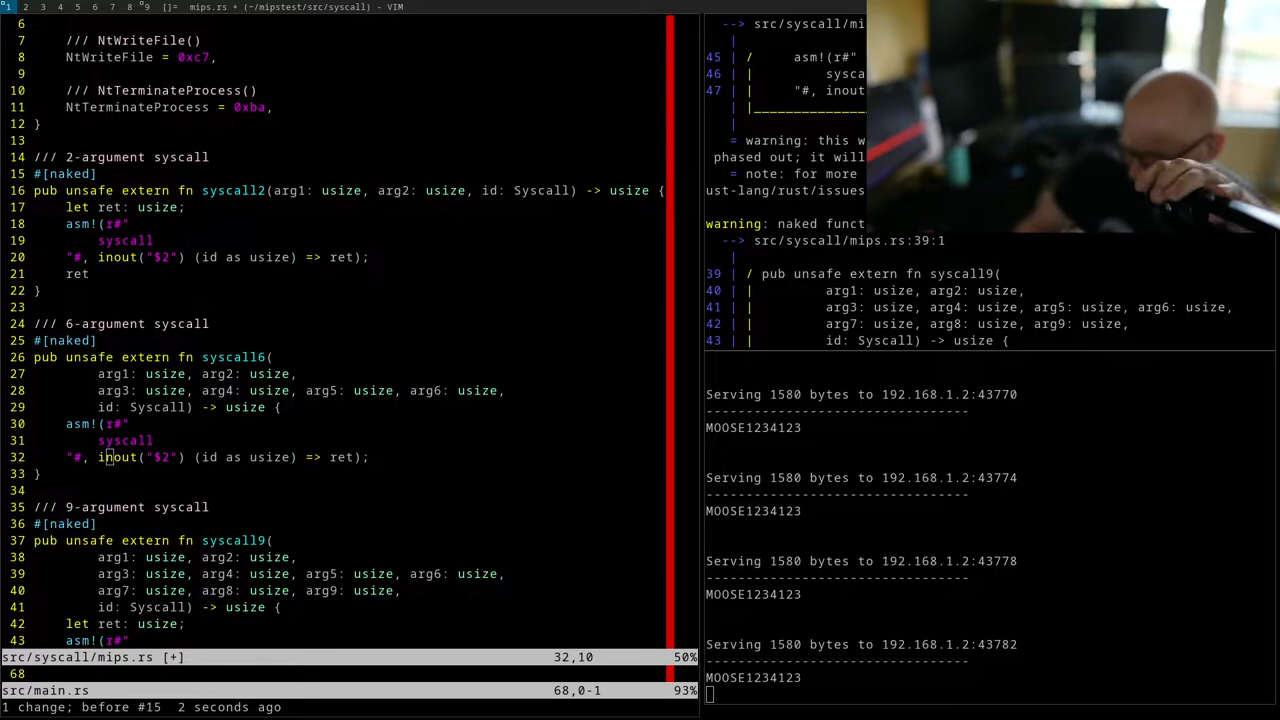 1 2 3 4 5 6 7 8 9 []= mips.rs + (~/mipstest/src/syscall) - VIM
6
7 /// NtWriteFile()
8 NtWriteFile = 0xc7,
9
10 /// NtTerminateProcess()
11 NtTerminateProcess = 0xba,
12 }
13
14 /// 2-argument syscall
15 #[naked]
16 pub unsafe extern fn syscall2(arg1: usize, arg2: usize, id: Syscall) -> usize {
17 let ret: usize;
18 asm!(r#"
19 syscall
20 "#, inout("$2") (id as usize) => ret);
21 ret
22 }
23
24 /// 6-argument syscall
25 #[naked]
26 pub unsafe extern fn syscall6(
27 arg1: usize, arg2: usize,
28 arg3: usize, arg4: usize, arg5: usize, arg6: usize,
29 id: Syscall) -> usize {
30 asm!(r#"
31 syscall
32 "#, inout("$2") (id as usize) => ret);
33 }
34
35 /// 9-argument syscall
36 #[naked]
37 pub unsafe extern fn syscall9(
38 arg1: usize, arg2: usize,
39 arg3: usize, arg4: usize, arg5: usize, arg6: usize,
40 arg7: usize, arg8: usize, arg9: usize,
41 id: Syscall) -> usize {
42 let ret: usize;
43 asm!(r#"
src/syscall/mips.rs [+] 32,10 50%
68
src/main.rs 68,0-1 93%
1 change; before #15 2 seconds ago
--> src/syscall/mi
|
45 | / asm!(r#"
46 | | sysca
47 | | "#, inout
| |_
|
= warning: this w
phased out; it will
= note: for more
ust-lang/rust/issues
warning: naked funct
--> src/syscall/mips.rs:39:1
|
39 | / pub unsafe extern fn syscall9(
40 | | arg1: usize, arg2: usize,
41 | | arg3: usize, arg4: usize, arg5: usize, arg6: usize,
42 | | arg7: usize, arg8: usize, arg9: usize,
43 | | id: Syscall) -> usize {
Serving 1580 bytes to 192.168.1.2:43770
---------------------------------
MOOSE1234123
Serving 1580 bytes to 192.168.1.2:43774
---------------------------------
MOOSE1234123
Serving 1580 bytes to 192.168.1.2:43778
---------------------------------
MOOSE1234123
Serving 1580 bytes to 192.168.1.2:43782
---------------------------------
MOOSE1234123